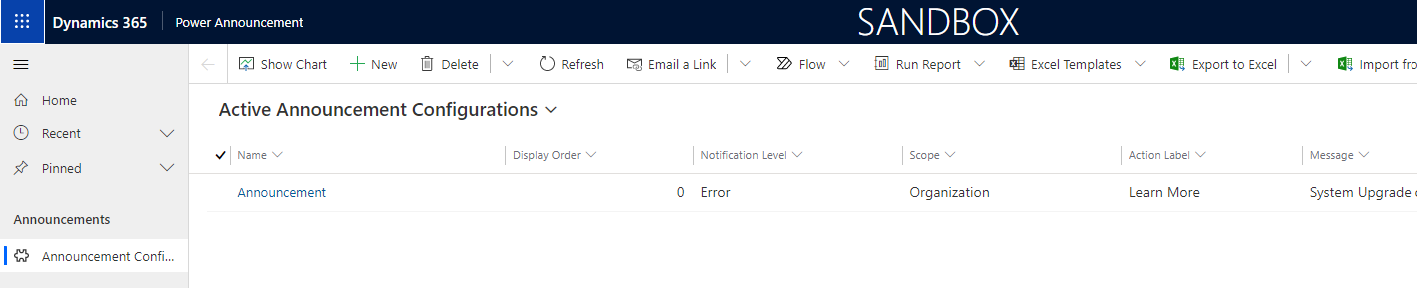 Dynamics 365 Power Announcement SANDBOX
Show Chart New Delete Refresh Email a Link Flow Run Report Excel Templates Export to Excel Import fro
Home
Recent
Pinned
Announcements
Announcement Confi...
Active Announcement Configurations
Name Display Order Notification Level Scope Action Label Message
Announcement 0 Error Organization Learn More System Upgrade